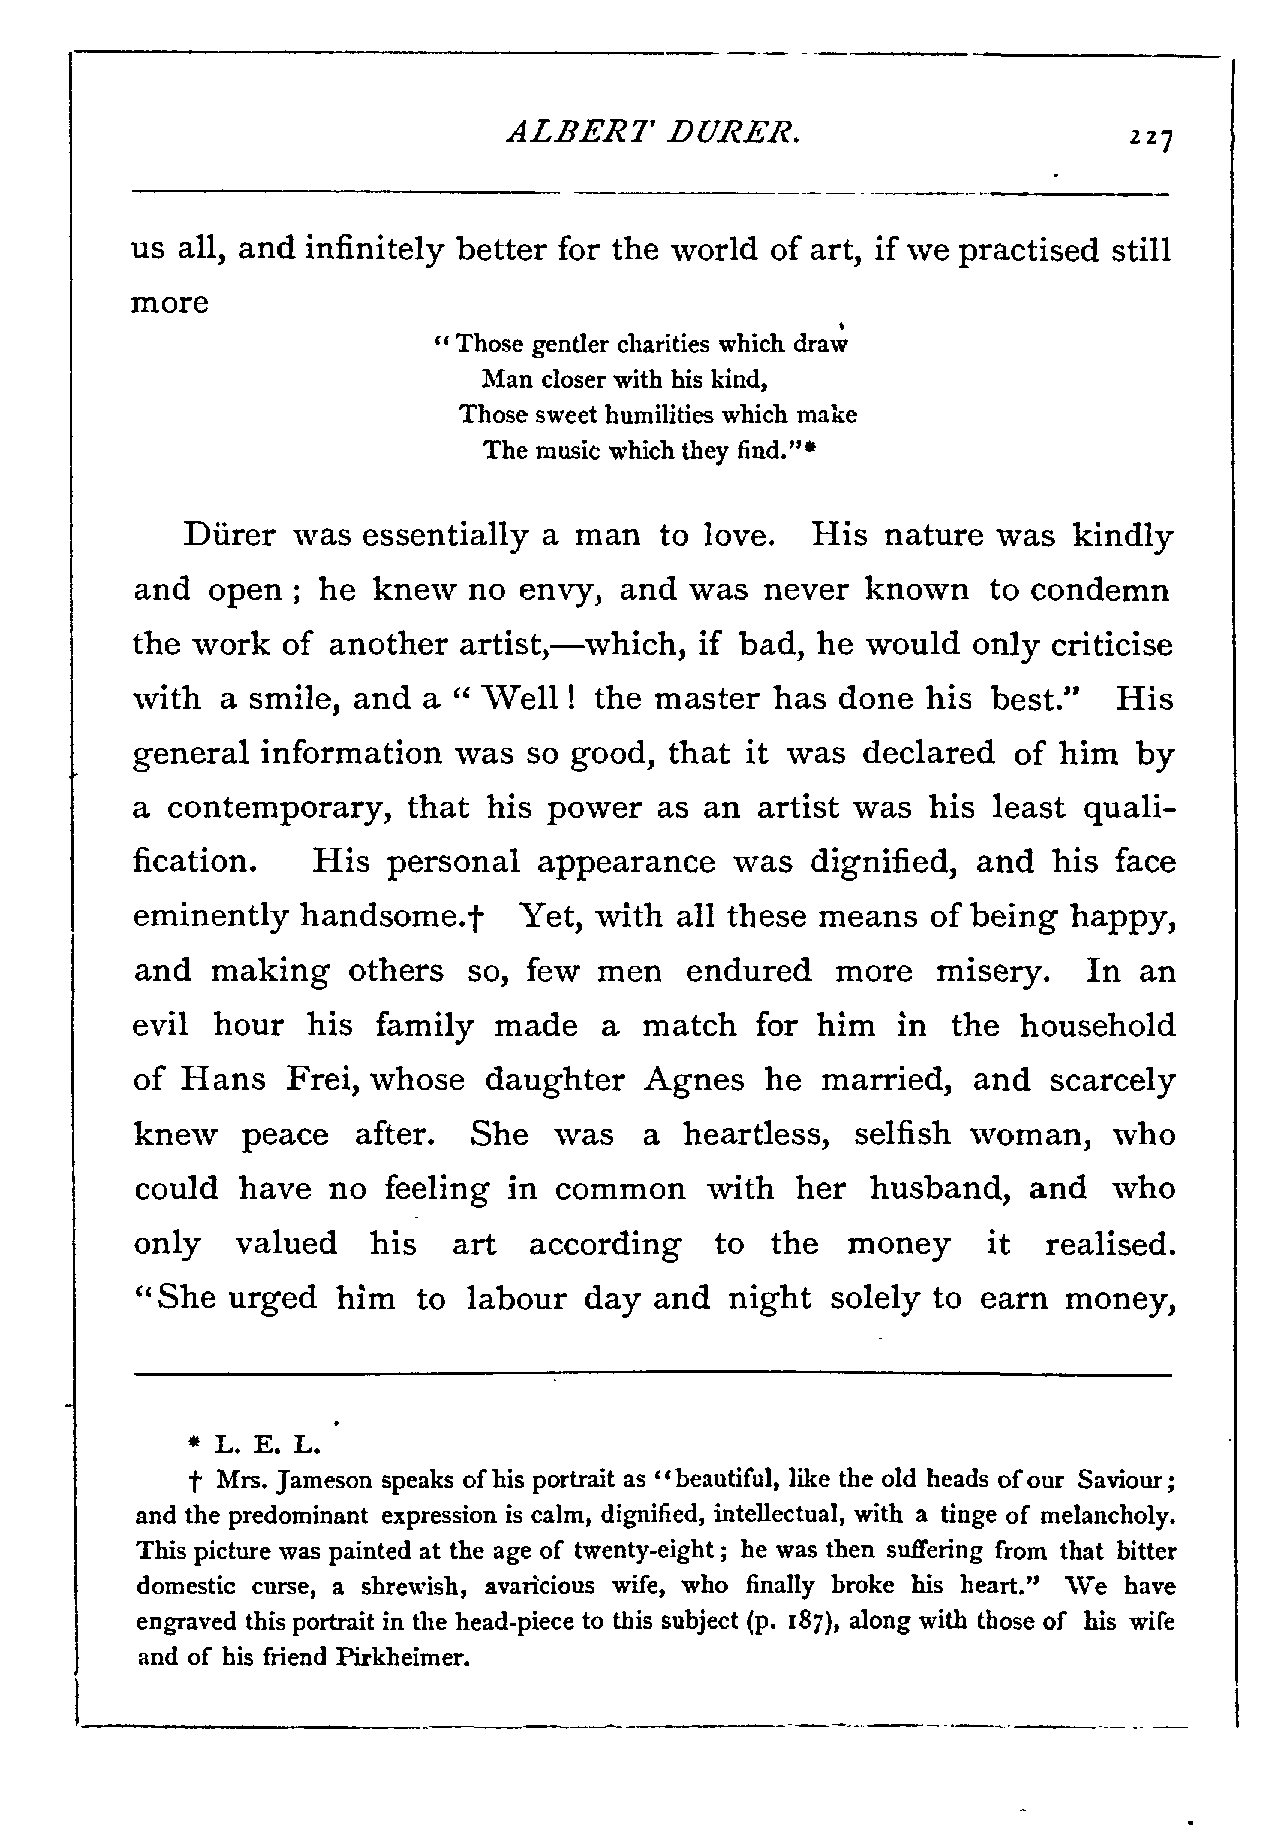 ALBERT DURER. 227
us all, and infinitely better for the world of art, if we practised still
more
“ Those gentler charities which draw
Man closer with his kind,
Those sweet humilities which make
The music which they find.”*
Dürer was essentially a man to love. His nature was kindly
and open ; he knew no envy, and was never known to condemn
the work of another artist,—which, if bad, he would only criticise
with a smile, and a “ Well ! the master has done his best.” His
general information was so good, that it was declared of him by
a contemporary, that his power as an artist was his least quali-
fication. His personal appearance was dignified, and his face
eminently handsome.† Yet, with all these means of being happy,
and making others so, few men endured more misery. In an
evil hour his family made a match for him in the household
of Hans Frei, whose daughter Agnes he married, and scarcely
knew peace after. She was a heartless, selfish woman, who
could have no feeling in common with her husband, and who
only valued his art according to the money it realised.
“She urged him to labour day and night solely to earn money,
* L. E. L.
† Mrs. Jameson speaks of his portrait as “beautiful, like the old heads of our Saviour;
and the predominant expression is calm, dignified, intellectual, with a tinge of melancholy.
This picture was painted at the age of twenty-eight ; he was then suffering from that bitter
domestic curse, a shrewish, avaricious wife, who finally broke his heart.” We have
engraved this portrait in the head-piece to this subject (p. 187), along with those of his wife
and of his friend Pirkheimer.